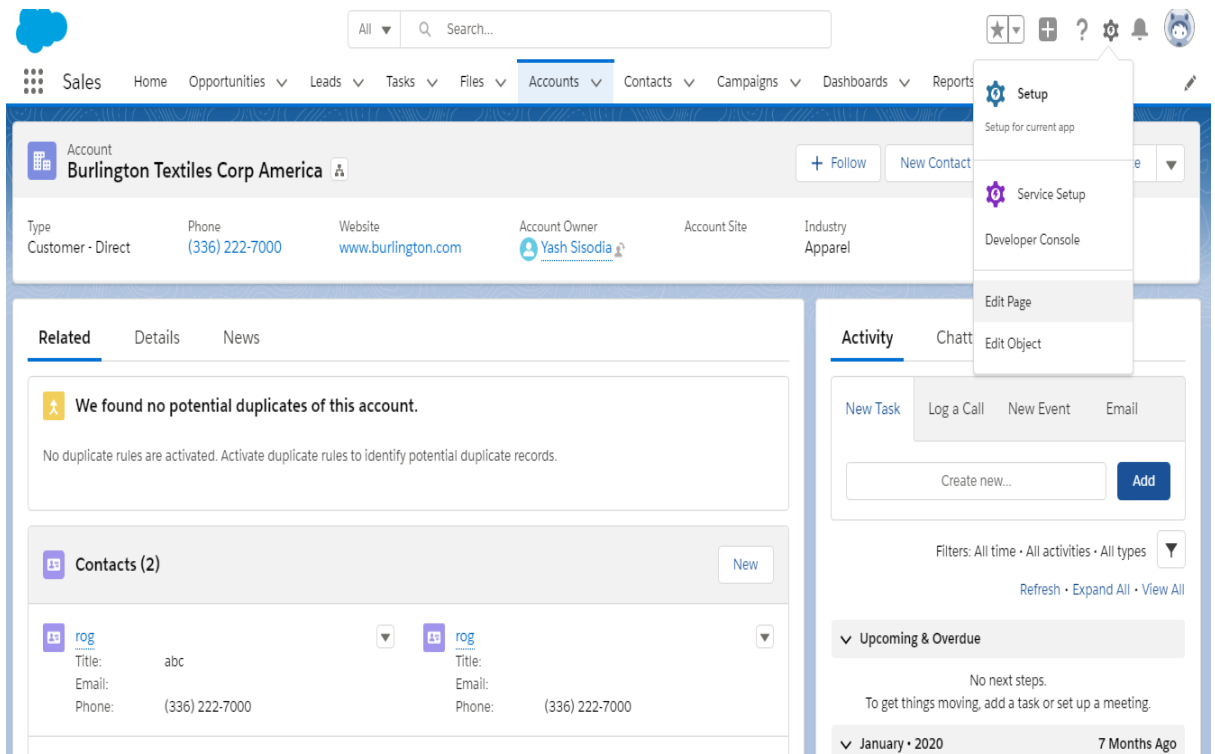 All Search...
Sales Home Opportunities Leads Tasks Files Accounts Contacts Campaigns Dashboards Reports
Setup
Setup for current app
Service Setup
Developer Console
Edit Page
Edit Object
Account
Burlington Textiles Corp America
+ Follow New Contact
Type Phone Website Account Owner Account Site Industry
Customer - Direct (336) 222-7000 www.burlington.com Yash Sisodia Apparel
Related Details News
We found no potential duplicates of this account.
No duplicate rules are activated. Activate duplicate rules to identify potential duplicate records.
Contacts (2) New
rog rog
Title: abc Title:
Email: Email:
Phone: (336) 222-7000 Phone: (336) 222-7000
Activity Chatt
New Task Log a Call New Event Email
Create new... Add
Filters: All time • All activities • All types
Refresh • Expand All • View All
Upcoming & Overdue
No next steps.
To get things moving, add a task or set up a meeting.
January • 2020 7 Months Ago